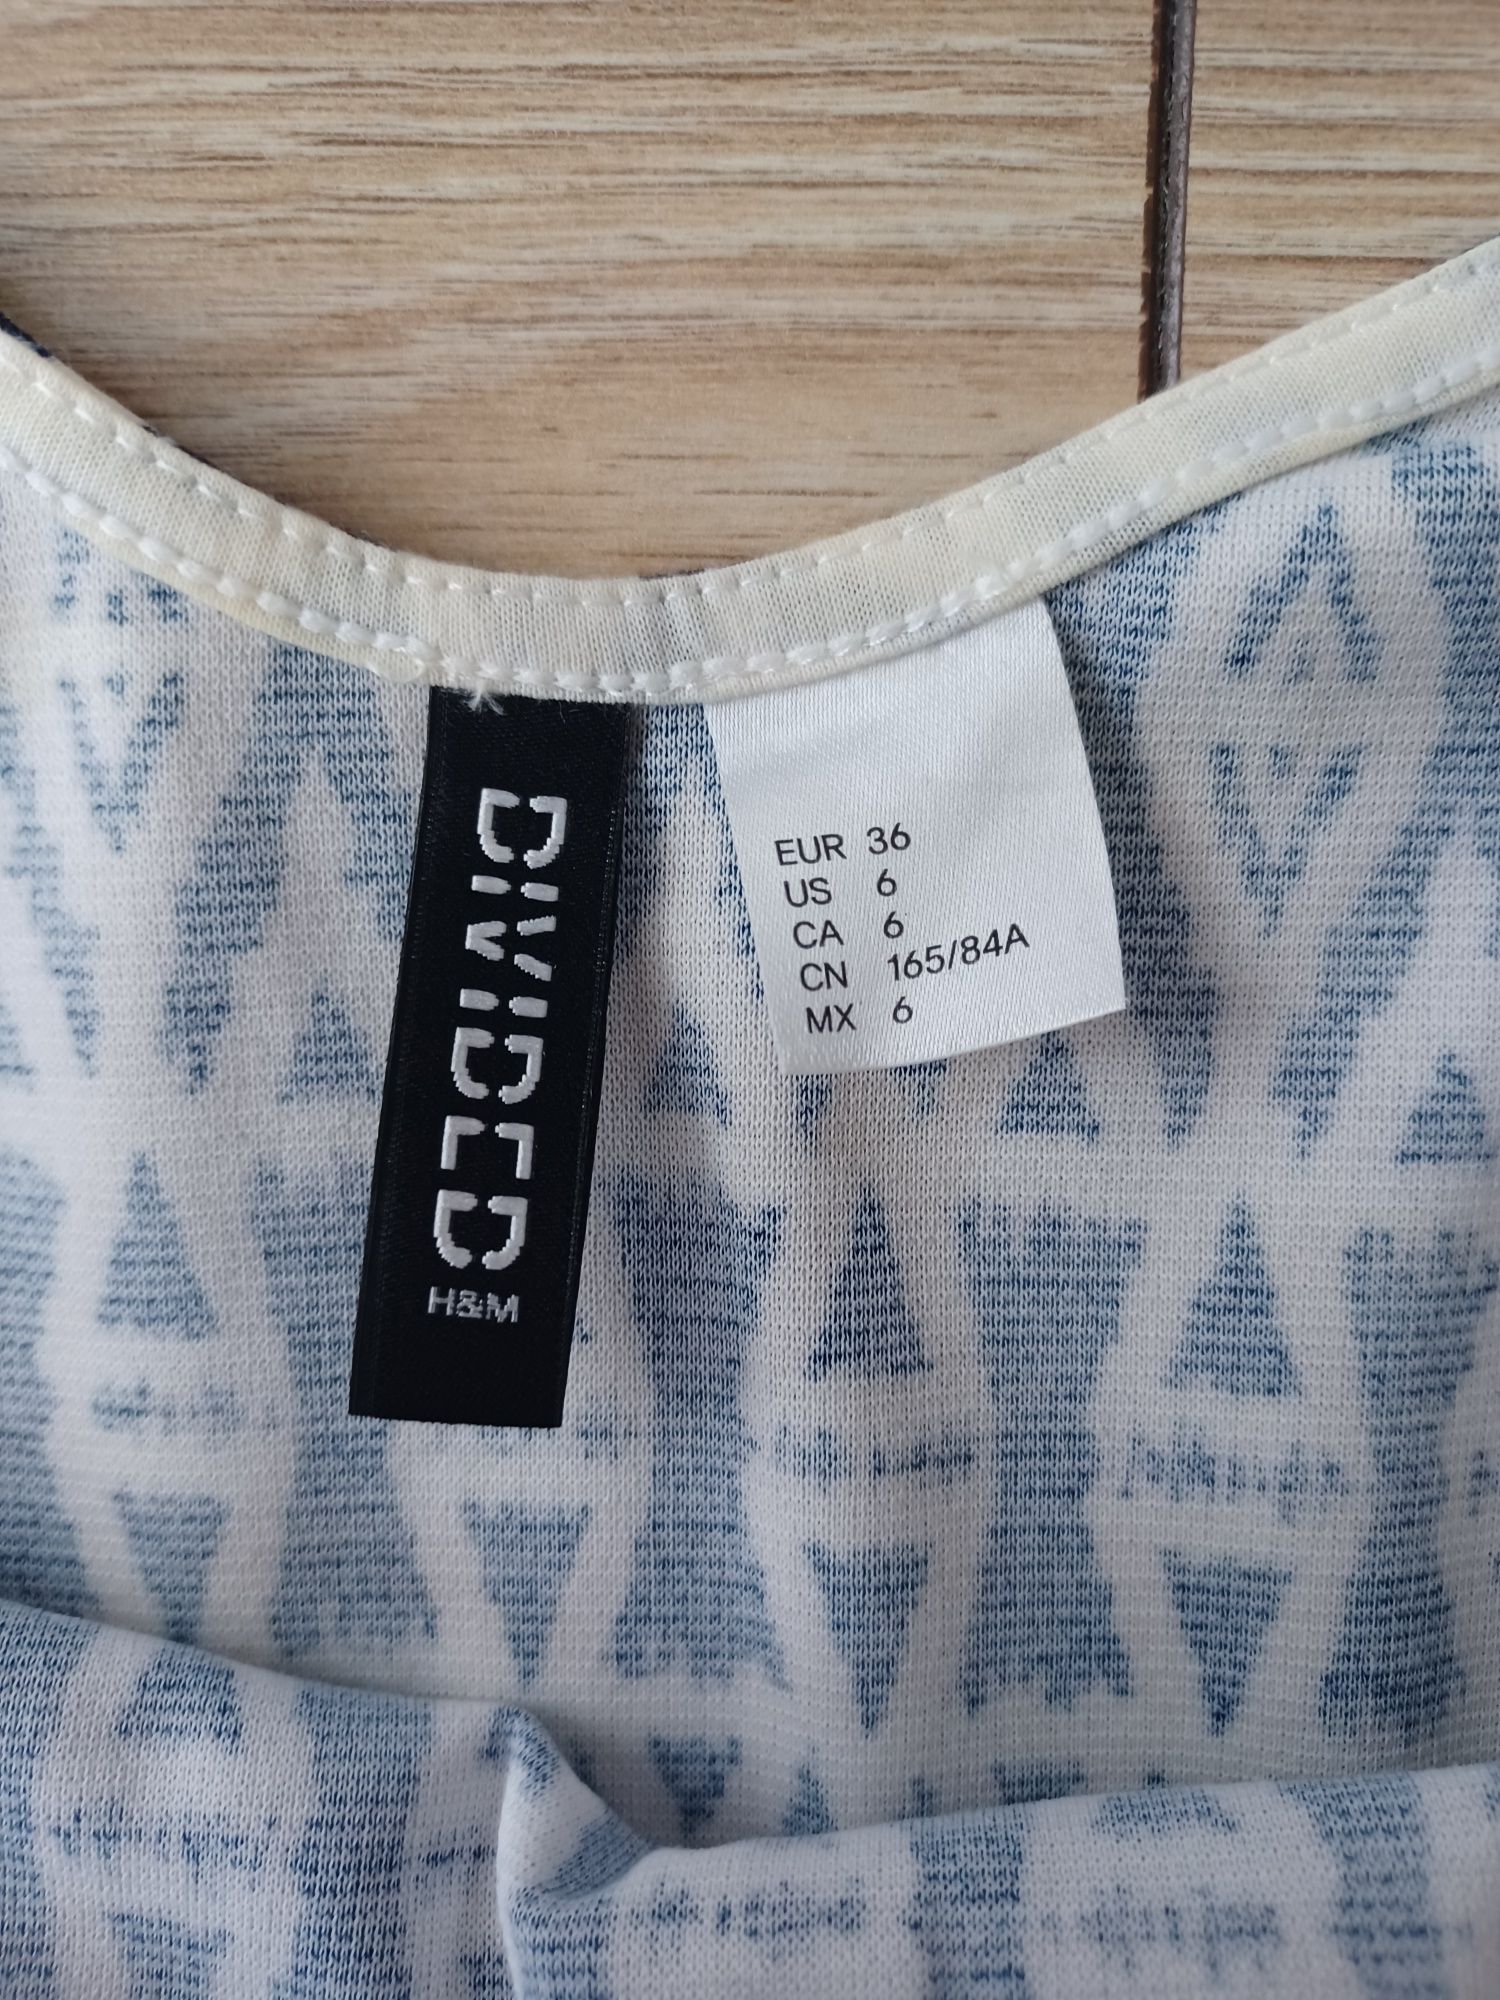 DIVIDED
H&M
EUR 36
US 6
CA 6
CN 165/84A
MX 6